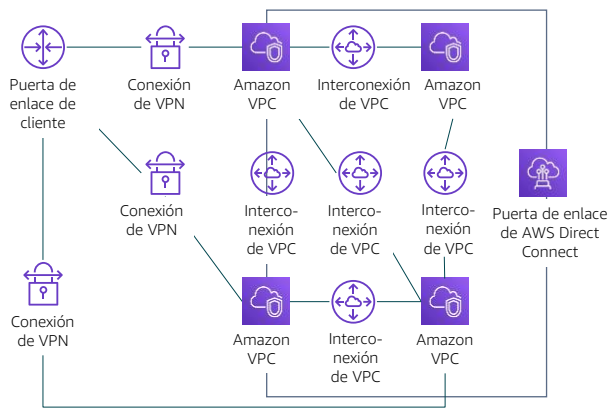 Puerta de
enlace de
cliente
Conexión
de VPN
Amazon
VPC
Interconexión
de VPC
Amazon
VPC
Conexión
de VPN
Interco-
nexión
de VPC
Interco-
nexión
de VPC
Interco-
nexión
de VPC
Puerta de enlace
de AWS Direct
Connect
Conexión
de VPN
Amazon
VPC
Interco-
nexión
de VPC
Amazon
VPC